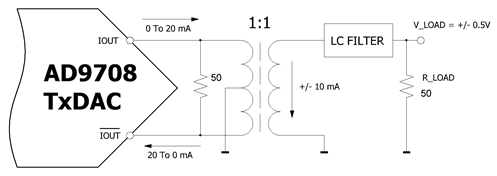 0 To 20 mA
1:1
V_LOAD = +/- 0.5V
IOUT
LC FILTER
AD9708
TxDAC
50
+/- 10 mA
R_LOAD
50
IOUT
20 To 0 mA